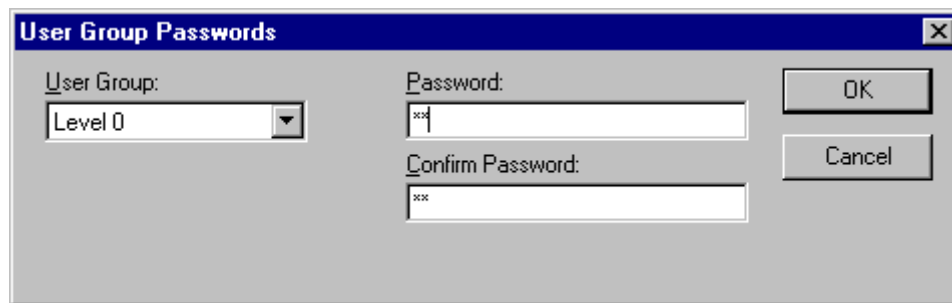 User Group Passwords
User Group:
Level 0
Password:
**
Confirm Password:
**
OK
Cancel